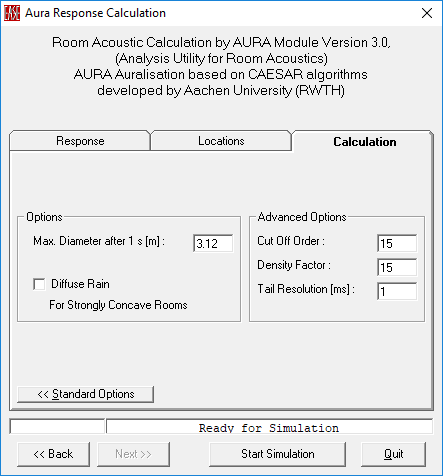 EASE
Aura Response Calculation
Room Acoustic Calculation by AURA Module Version 3.0,
(Analysis Utility for Room Acoustics)
AURA Auralisation based on CAESAR algorithms
developed by Aachen University (RWTH)
Response
Locations
Calculation
Options
Max. Diameter after 1 s [m] : 3.12
Diffuse Rain
For Strongly Concave Rooms
Advanced Options
Cut Off Order : 15
Density Factor : 15
Tail Resolution [ms] : 1
<< Standard Options
Ready for Simulation
<< Back
Next >>
Start Simulation
Quit